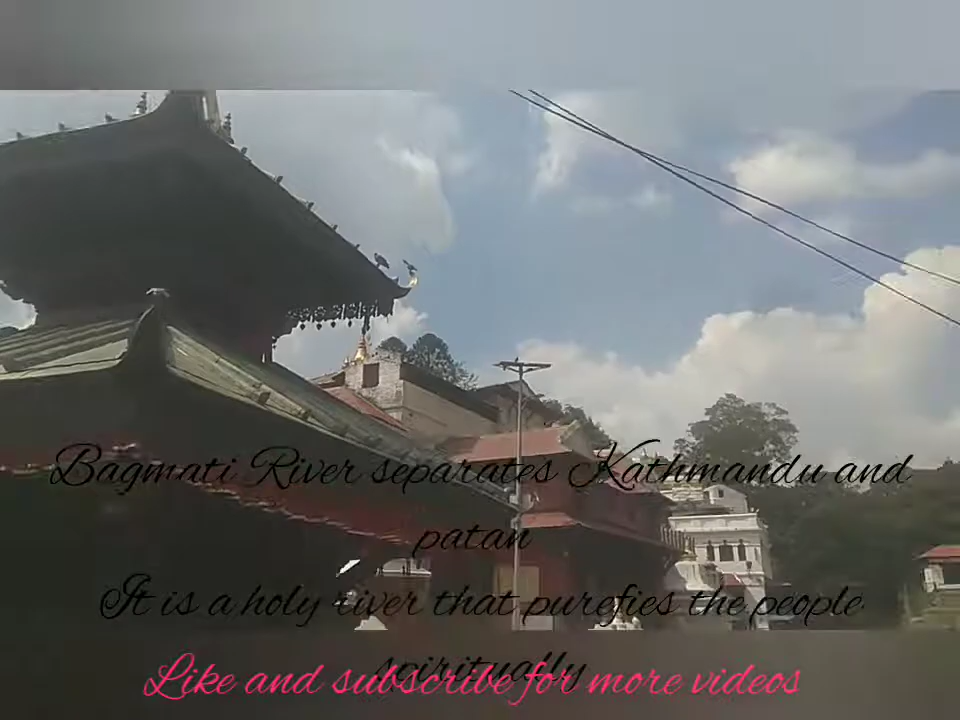 Bagmati River separates Kathmandu and
patan
It is a holy river that purefies the people
spiritually
Like and subscribe for more videos